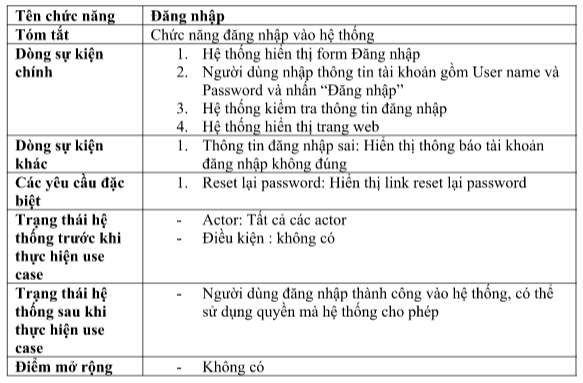 Tên chức năng Đăng nhập
Tóm tắt Chức năng đăng nhập vào hệ thống
Dòng sự kiện chính
1. Hệ thống hiển thị form Đăng nhập
2. Người dùng nhập thông tin tài khoản gồm User name và
Password và nhấn “Đăng nhập”
3. Hệ thống kiểm tra thông tin đăng nhập
4. Hệ thống hiển thị trang web
Dòng sự kiện
khác
1. Thông tin đăng nhập sai: Hiển thị thông báo tài khoản
đăng nhập không đúng
Các yêu cầu đặc
biệt
1. Reset lại password: Hiển thị link reset lại password
Trạng thái hệ
thống trước khi
thực hiện use
case
- Actor: Tất cả các actor
- Điều kiện : không có
Trạng thái hệ
thống sau khi
thực hiện use
case
- Người dùng đăng nhập thành công vào hệ thống, có thể
sử dụng quyền mà hệ thống cho phép
Điểm mở rộng - Không có